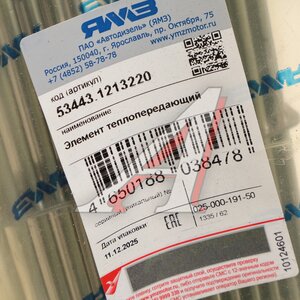 ЯМЗ
ПАО «Автодизель» (ЯМЗ)
Россия, 150040, г. Ярославль, пр. Октября, 75
+7 (4852) 58-78-78
www.ymzmotor.ru
код (артикул)
53443.1213220
наименование
Элемент теплопередающий
4 650188 038478
серийный (уникальный) №
025-000-191-50
Дата упаковки
11.12.2025
EAC
1335 / 62
10124601